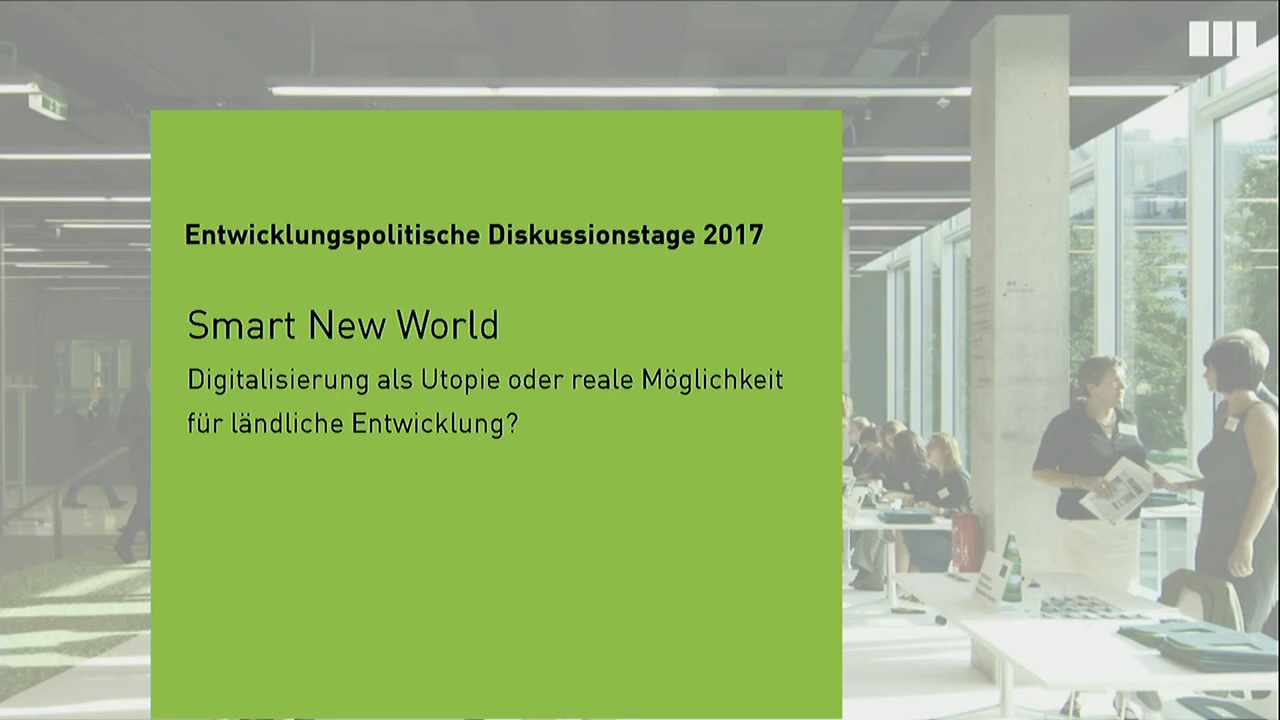 Entwicklungspolitische Diskussionstage 2017
Smart New World
Digitalisierung als Utopie oder reale Möglichkeit
für ländliche Entwicklung?